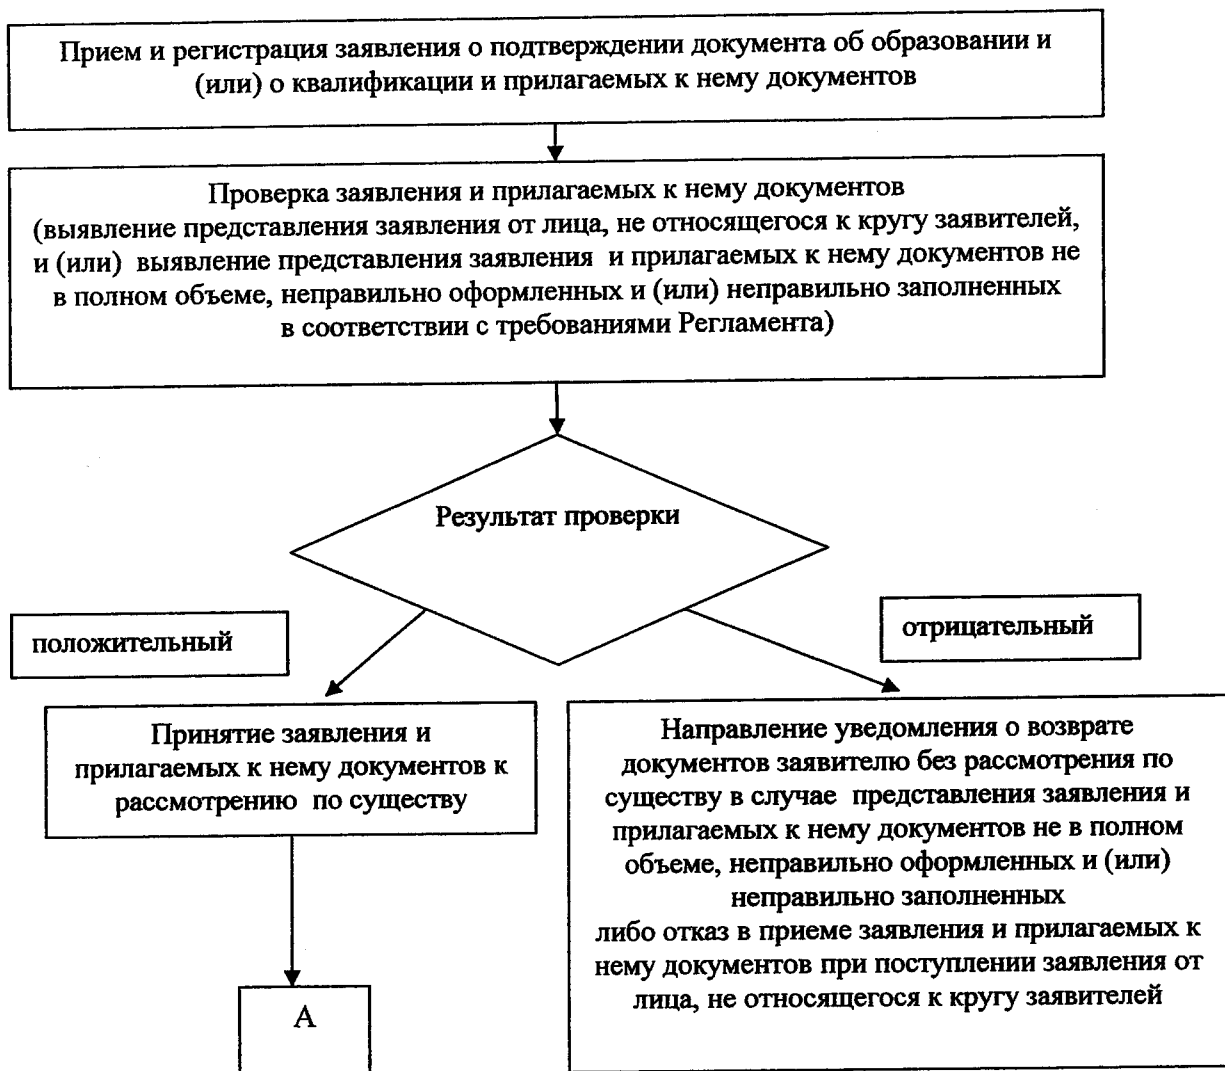 Прием и регистрация заявления о подтверждении документа об образовании и
(или) о квалификации и прилагаемых к нему документов
Проверка заявления и прилагаемых к нему документов
(выявление представления заявления от лица, не относящегося к кругу заявителей,
и (или) выявление представления заявления и прилагаемых к нему документов не
в полном объеме, неправильно оформленных и (или) неправильно заполненных
в соответствии с требованиями Регламента)
Результат проверки
положительный
отрицательный
Принятие заявления и
прилагаемых к нему документов к
рассмотрению по существу
Направление уведомления о возврате
документов заявителю без рассмотрения по
существу в случае представления заявления и
прилагаемых к нему документов не в полном
объеме, неправильно оформленных и (или)
неправильно заполненных
либо отказ в приеме заявления и прилагаемых к
нему документов при поступлении заявления от
лица, не относящегося к кругу заявителей
А